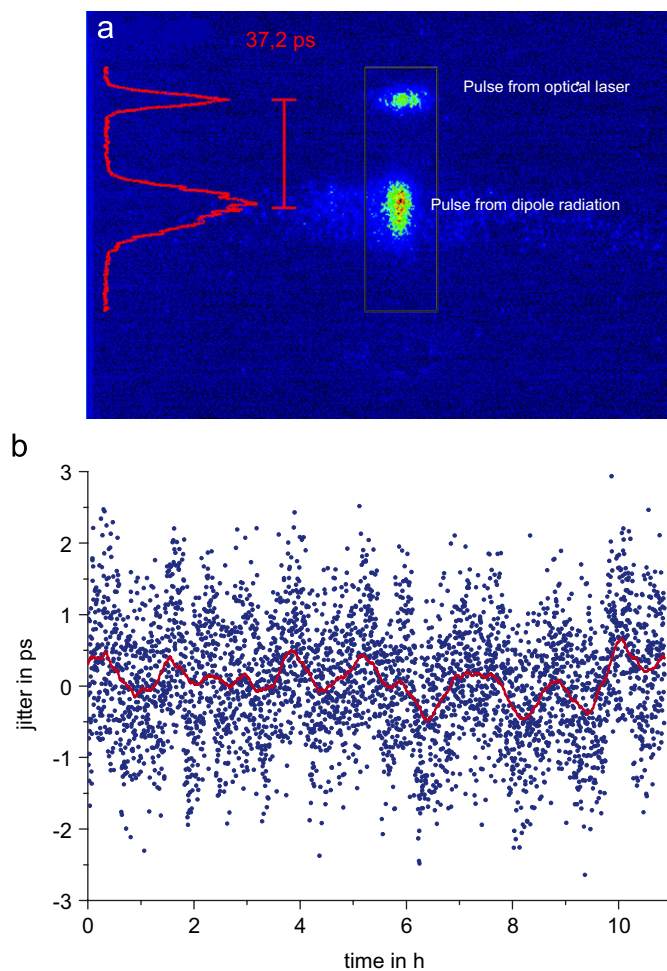 a
37,2 ps
Pulse from optical laser
Pulse from dipole radiation
b
3
2
1
0
-1
-2
-3
jitter in ps
0 2 4 6 8 10
time in h